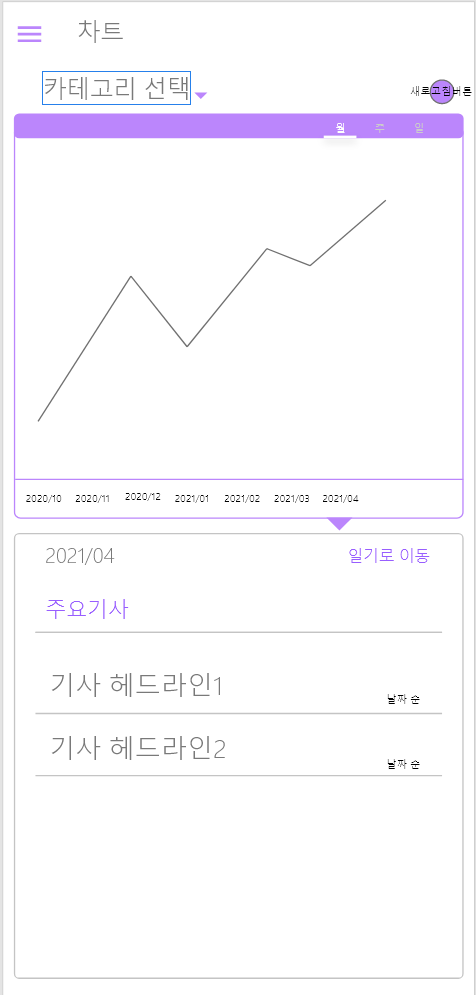 차트
카테고리 선택
새로고침버튼
월 주 일
2020/10 2020/11 2020/12 2021/01 2021/02 2021/03 2021/04
2021/04 일기로 이동
주요기사
기사 헤드라인1
날짜 순
기사 헤드라인2
날짜 순